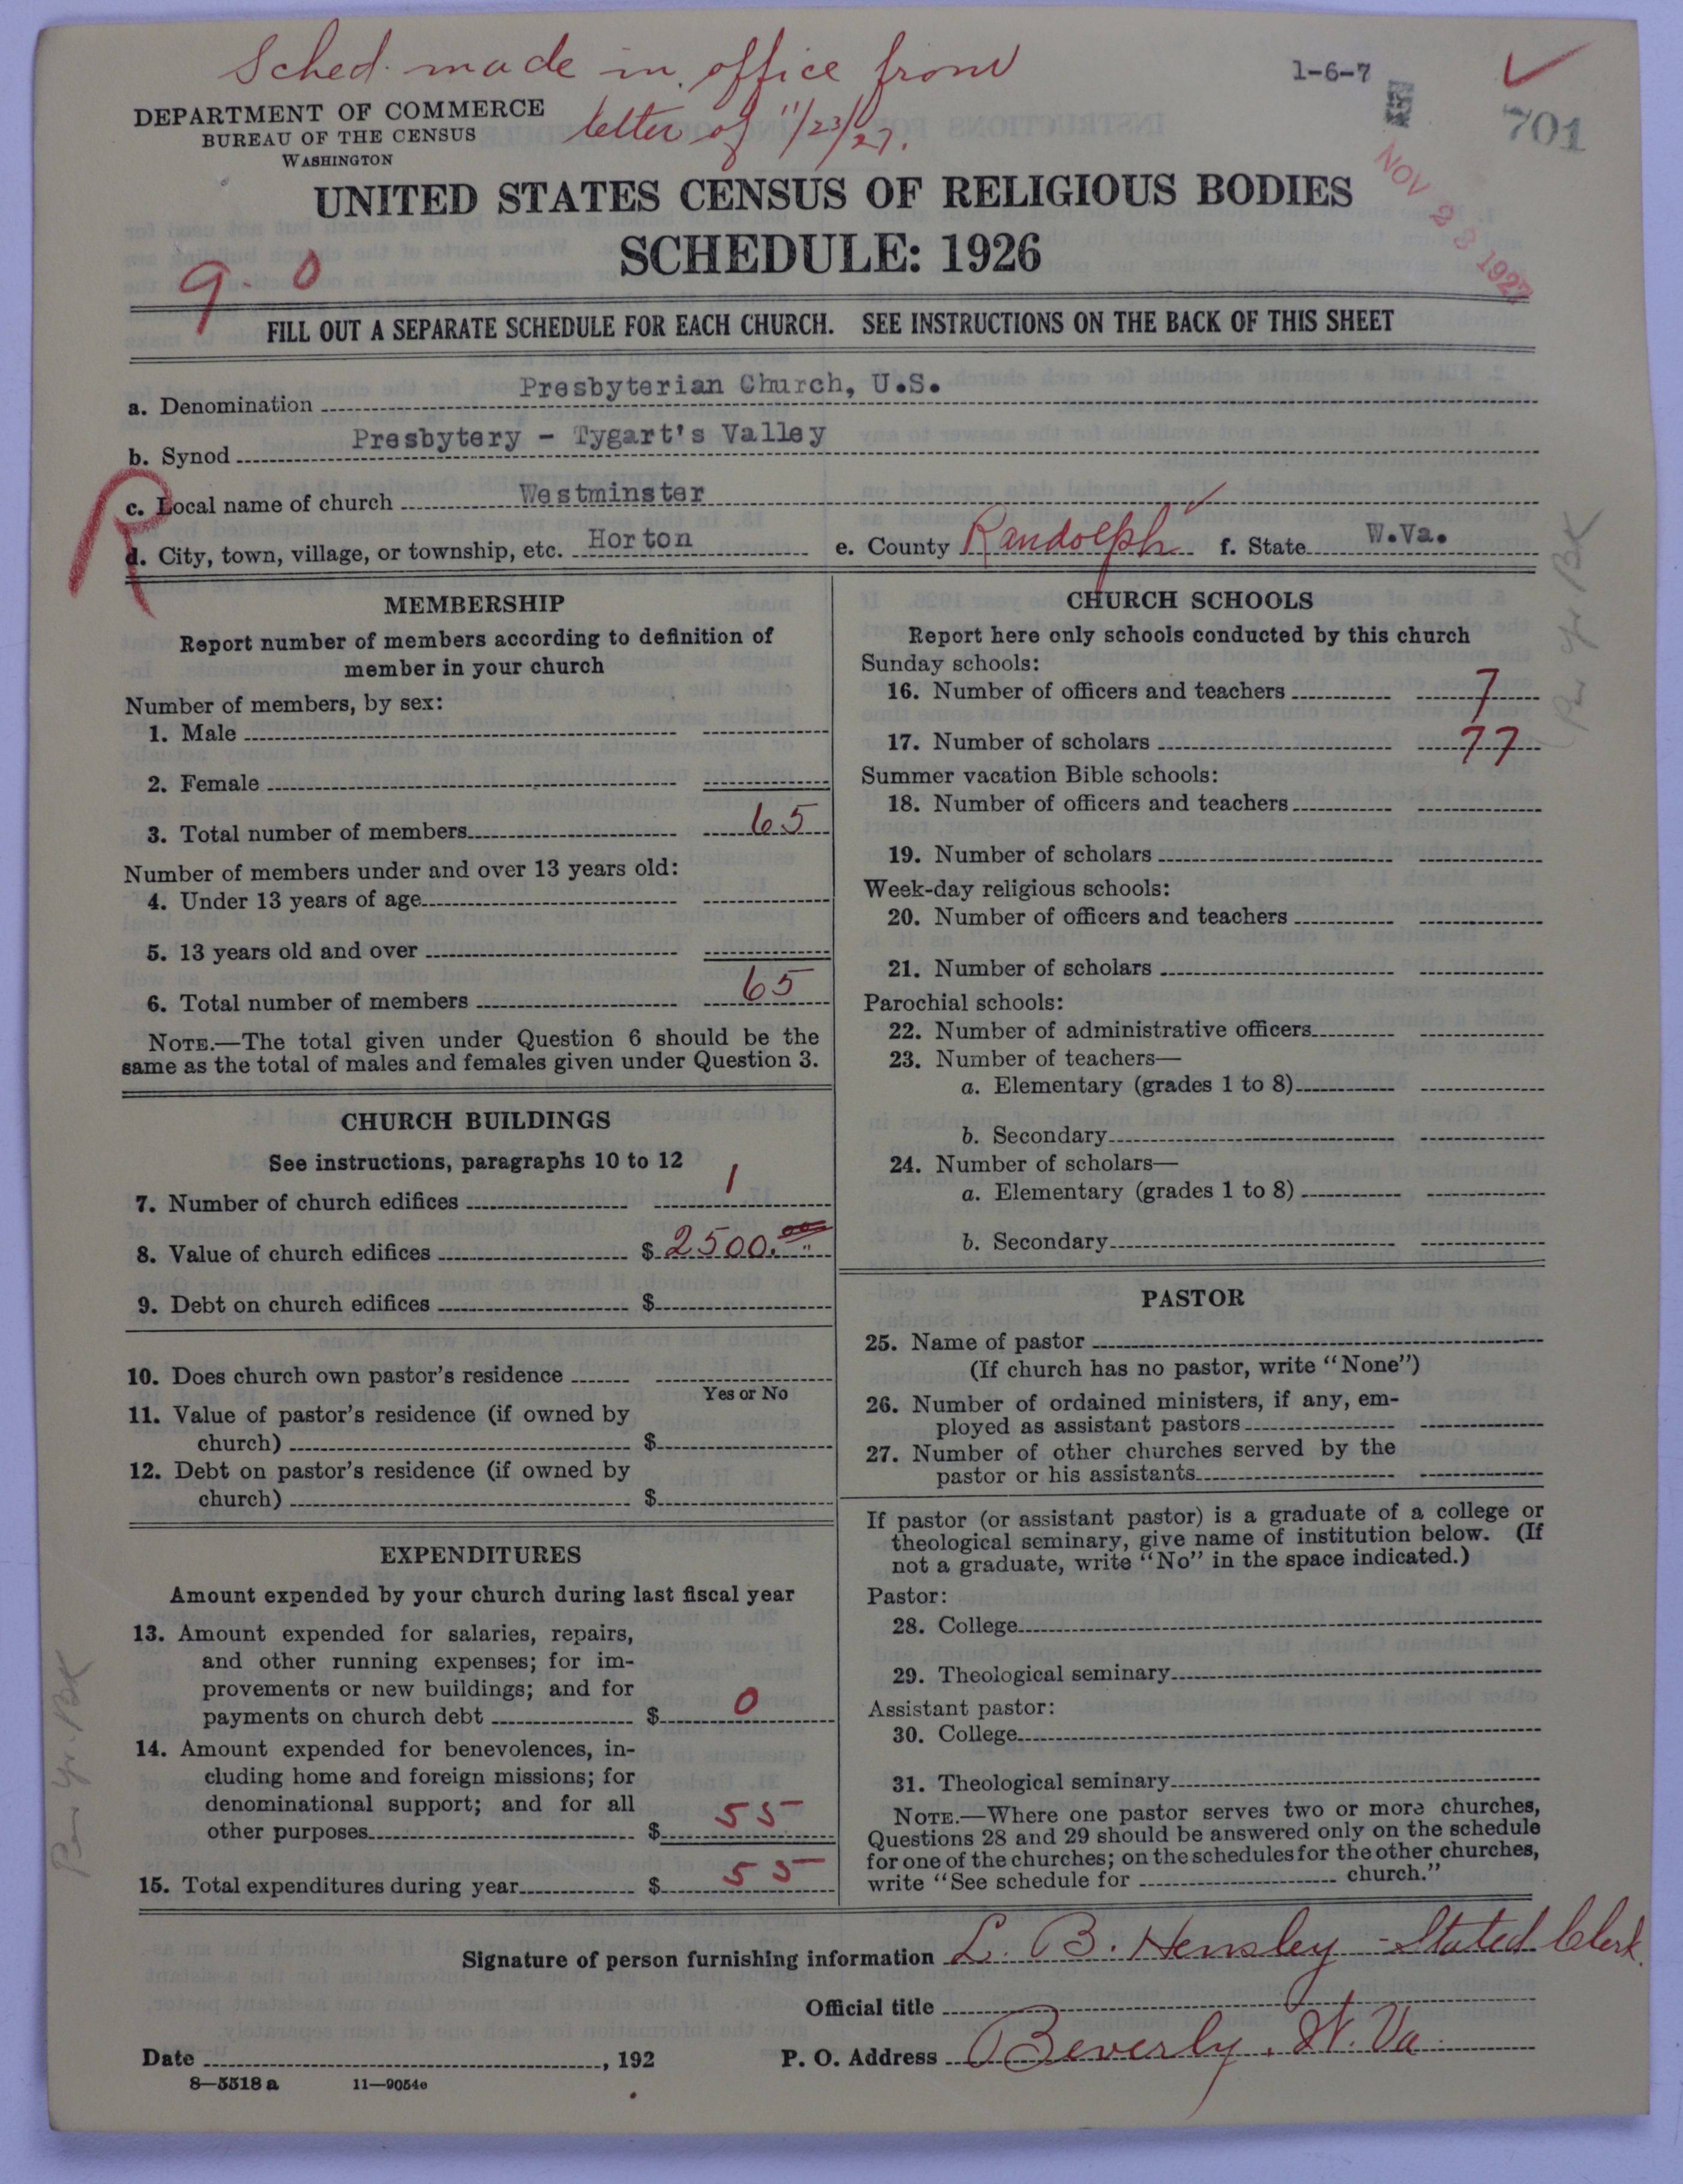 Sched. made in office from
letter of 11/23/27.
1-6-7
701
NOV 23 1927
DEPARTMENT OF COMMERCE
BUREAU OF THE CENSUS
WASHINGTON
UNITED STATES CENSUS OF RELIGIOUS BODIES
SCHEDULE: 1926
9-0
FILL OUT A SEPARATE SCHEDULE FOR EACH CHURCH. SEE INSTRUCTIONS ON THE BACK OF THIS SHEET
a. Denomination Presbyterian Church, U.S.
b. Synod Presbytery - Tygart's Valley
R
c. Local name of church Westminster
d. City, town, village, or township, etc. Horton e. County Randolph f. State W.Va.
MEMBERSHIP
Report number of members according to definition of
member in your church
Number of members, by sex:
1. Male
2. Female
3. Total number of members 65
Number of members under and over 13 years old:
4. Under 13 years of age
5. 13 years old and over
6. Total number of members 65
NOTE.—The total given under Question 6 should be the
same as the total of males and females given under Question 3.
CHURCH BUILDINGS
See instructions, paragraphs 10 to 12
7. Number of church edifices 1
8. Value of church edifices $ 2500.00
9. Debt on church edifices $
10. Does church own pastor's residence
Yes or No
11. Value of pastor's residence (if owned by
church) $
12. Debt on pastor's residence (if owned by
church) $
EXPENDITURES
Amount expended by your church during last fiscal year
13. Amount expended for salaries, repairs,
and other running expenses; for im-
provements or new buildings; and for
payments on church debt $ 0
14. Amount expended for benevolences, in-
cluding home and foreign missions; for
denominational support; and for all
other purposes $ 55
15. Total expenditures during year $ 55
Per Yr. BK
CHURCH SCHOOLS
Report here only schools conducted by this church
Sunday schools:
16. Number of officers and teachers 7
17. Number of scholars 77
Summer vacation Bible schools:
18. Number of officers and teachers
19. Number of scholars
Week-day religious schools:
20. Number of officers and teachers
21. Number of scholars
Parochial schools:
22. Number of administrative officers
23. Number of teachers—
a. Elementary (grades 1 to 8)
b. Secondary
24. Number of scholars—
a. Elementary (grades 1 to 8)
b. Secondary
Per Yr BK
PASTOR
25. Name of pastor
(If church has no pastor, write "None")
26. Number of ordained ministers, if any, em-
ployed as assistant pastors
27. Number of other churches served by the
pastor or his assistants
If pastor (or assistant pastor) is a graduate of a college or
theological seminary, give name of institution below. (If
not a graduate, write "No" in the space indicated.)
Pastor:
28. College
29. Theological seminary
Assistant pastor:
30. College
31. Theological seminary
NOTE.—Where one pastor serves two or more churches,
Questions 28 and 29 should be answered only on the schedule
for one of the churches; on the schedules for the other churches,
write "See schedule for church."
Signature of person furnishing information L. B. Hensley - Stated Clerk.
Official title
Date , 192 P. O. Address Beverly, W. Va.
8—5518 a 11—9054c